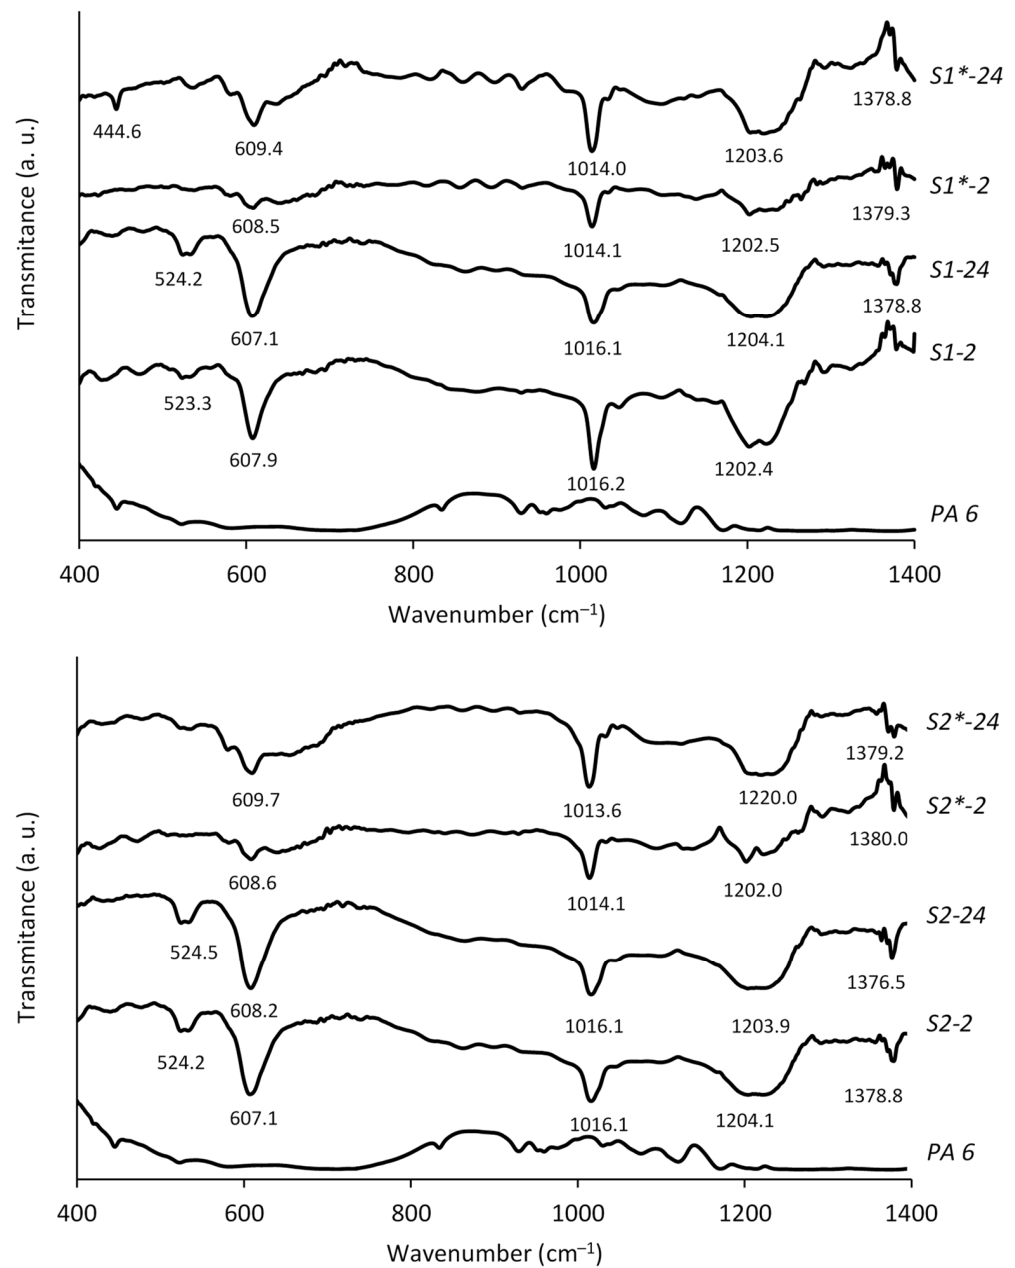 S1*-24
1378.8
444.6
609.4
1014.0
1203.6
S1*-2
608.5
1014.1
1202.5
1379.3
Transmitance (a. u.)
S1-24
524.2
607.1
1016.1
1204.1
1378.8
S1-2
523.3
607.9
1016.2
1202.4
PA 6
400 600 800 1000 1200 1400
Wavenumber (cm⁻¹)
S2*-24
1379.2
609.7
1013.6
1220.0
S2*-2
1380.0
608.6
1014.1
1202.0
Transmitance (a. u.)
S2-24
524.5
608.2
1016.1
1203.9
1376.5
S2-2
524.2
607.1
1016.1
1204.1
1378.8
PA 6
400 600 800 1000 1200 1400
Wavenumber (cm⁻¹)